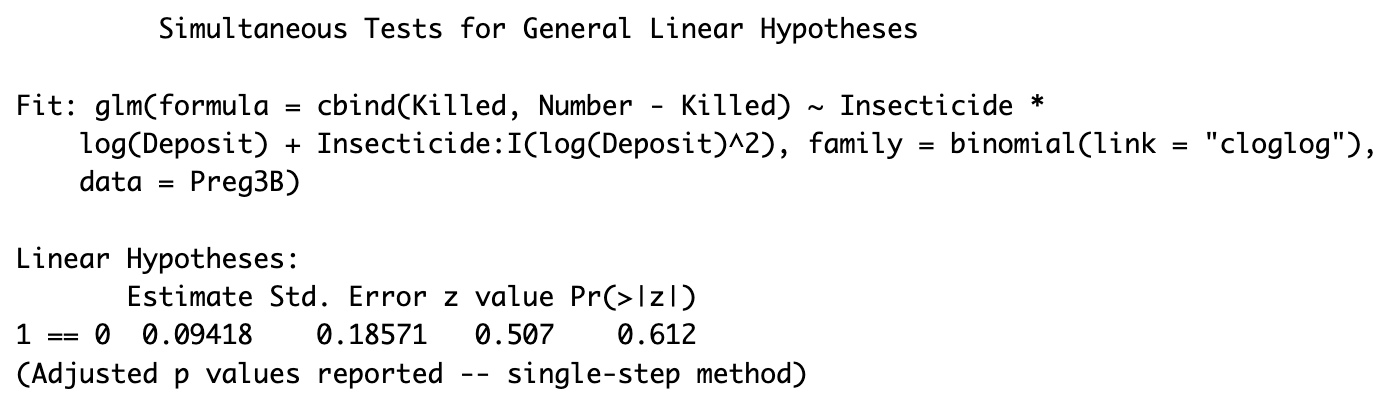 Simultaneous Tests for General Linear Hypotheses
Fit: glm(formula = cbind(Killed, Number - Killed) ~ Insecticide *
log(Deposit) + Insecticide:I(log(Deposit)^2), family = binomial(link = "cloglog"),
data = Preg3B)
Linear Hypotheses:
Estimate Std. Error z value Pr(>|z|)
1 == 0 0.09418 0.18571 0.507 0.612
(Adjusted p values reported -- single-step method)